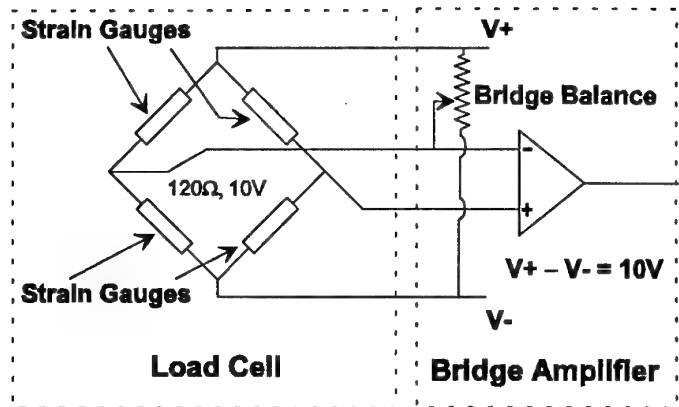 Strain Gauges
V+
Bridge Balance
−
120Ω, 10V
+
V+ – V- = 10V
Strain Gauges
V-
Load Cell
Bridge Amplifier